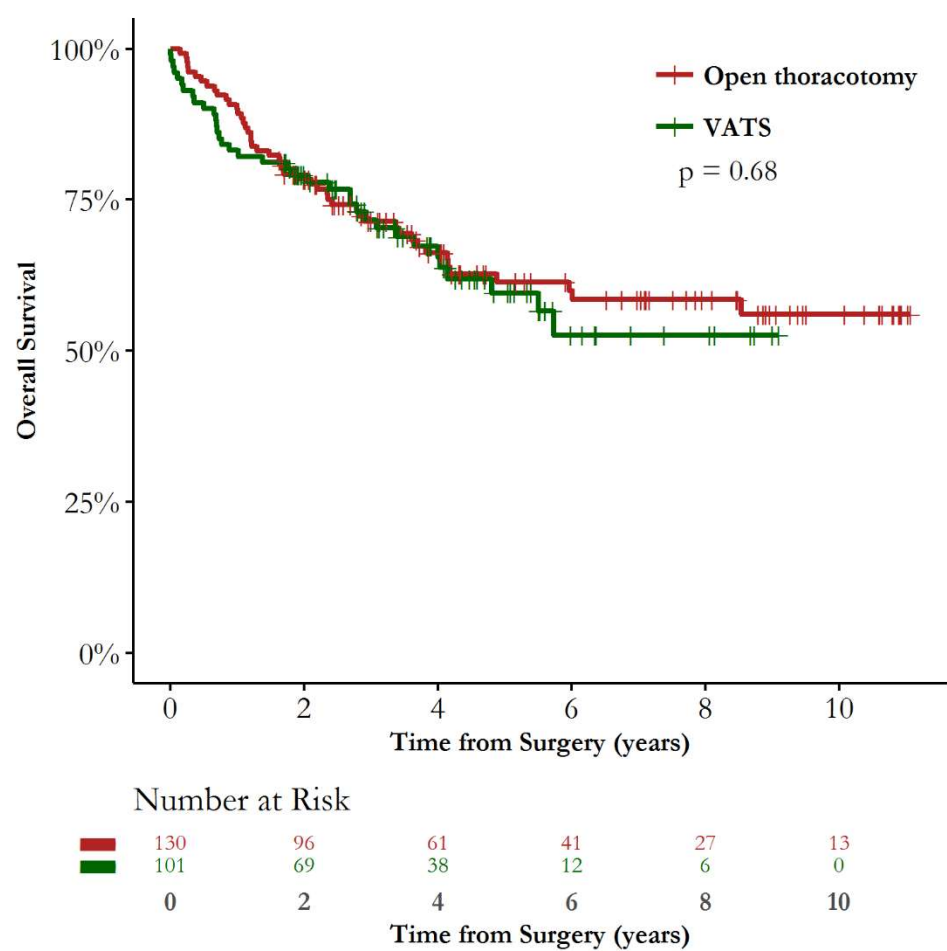 100%
75%
50%
25%
0%
Overall Survival
Open thoracotomy
VATS
p = 0.68
0 2 4 6 8 10
Time from Surgery (years)
Number at Risk
130 96 61 41 27 13
101 69 38 12 6 0
0 2 4 6 8 10
Time from Surgery (years)